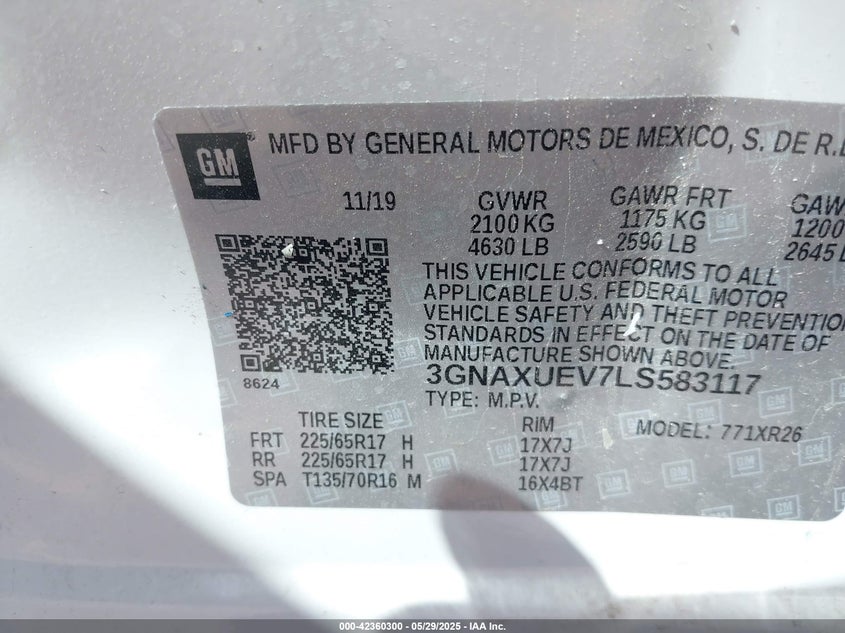 GM ® MFD BY GENERAL MOTORS DE MEXICO, S. DE R.L
11/19 GVWR GAWR FRT GAW
2100 KG 1175 KG 1200
4630 LB 2590 LB 2645 L
THIS VEHICLE CONFORMS TO ALL
APPLICABLE U.S. FEDERAL MOTOR
VEHICLE SAFETY AND THEFT PREVENTION
STANDARDS IN EFFECT ON THE DATE OF
MANUFACTURE SHOWN ABOVE.
8624 3GNAXUEV7LS583117
TYPE: M.P.V.
TIRE SIZE RIM MODEL: 771XR26
FRT 225/65R17 H 17X7J
RR 225/65R17 H 17X7J
SPA T135/70R16 M 16X4BT
000-42360300 — 05/29/2025 — IAA Inc.